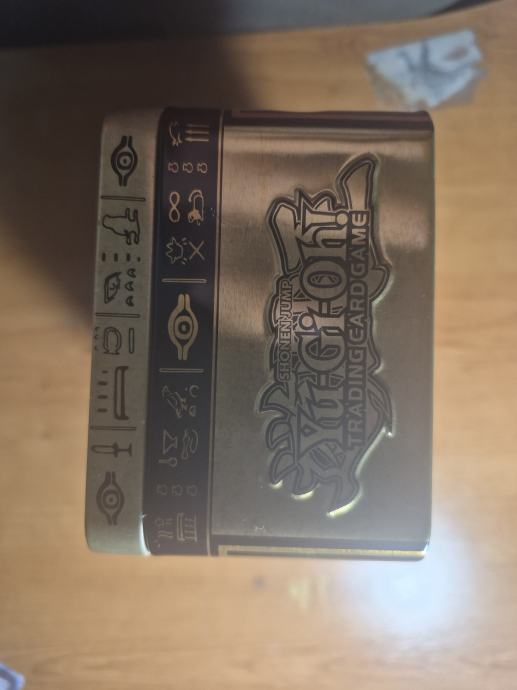 SHONEN JUMP
Yu-Gi-Oh!
TRADING CARD GAME